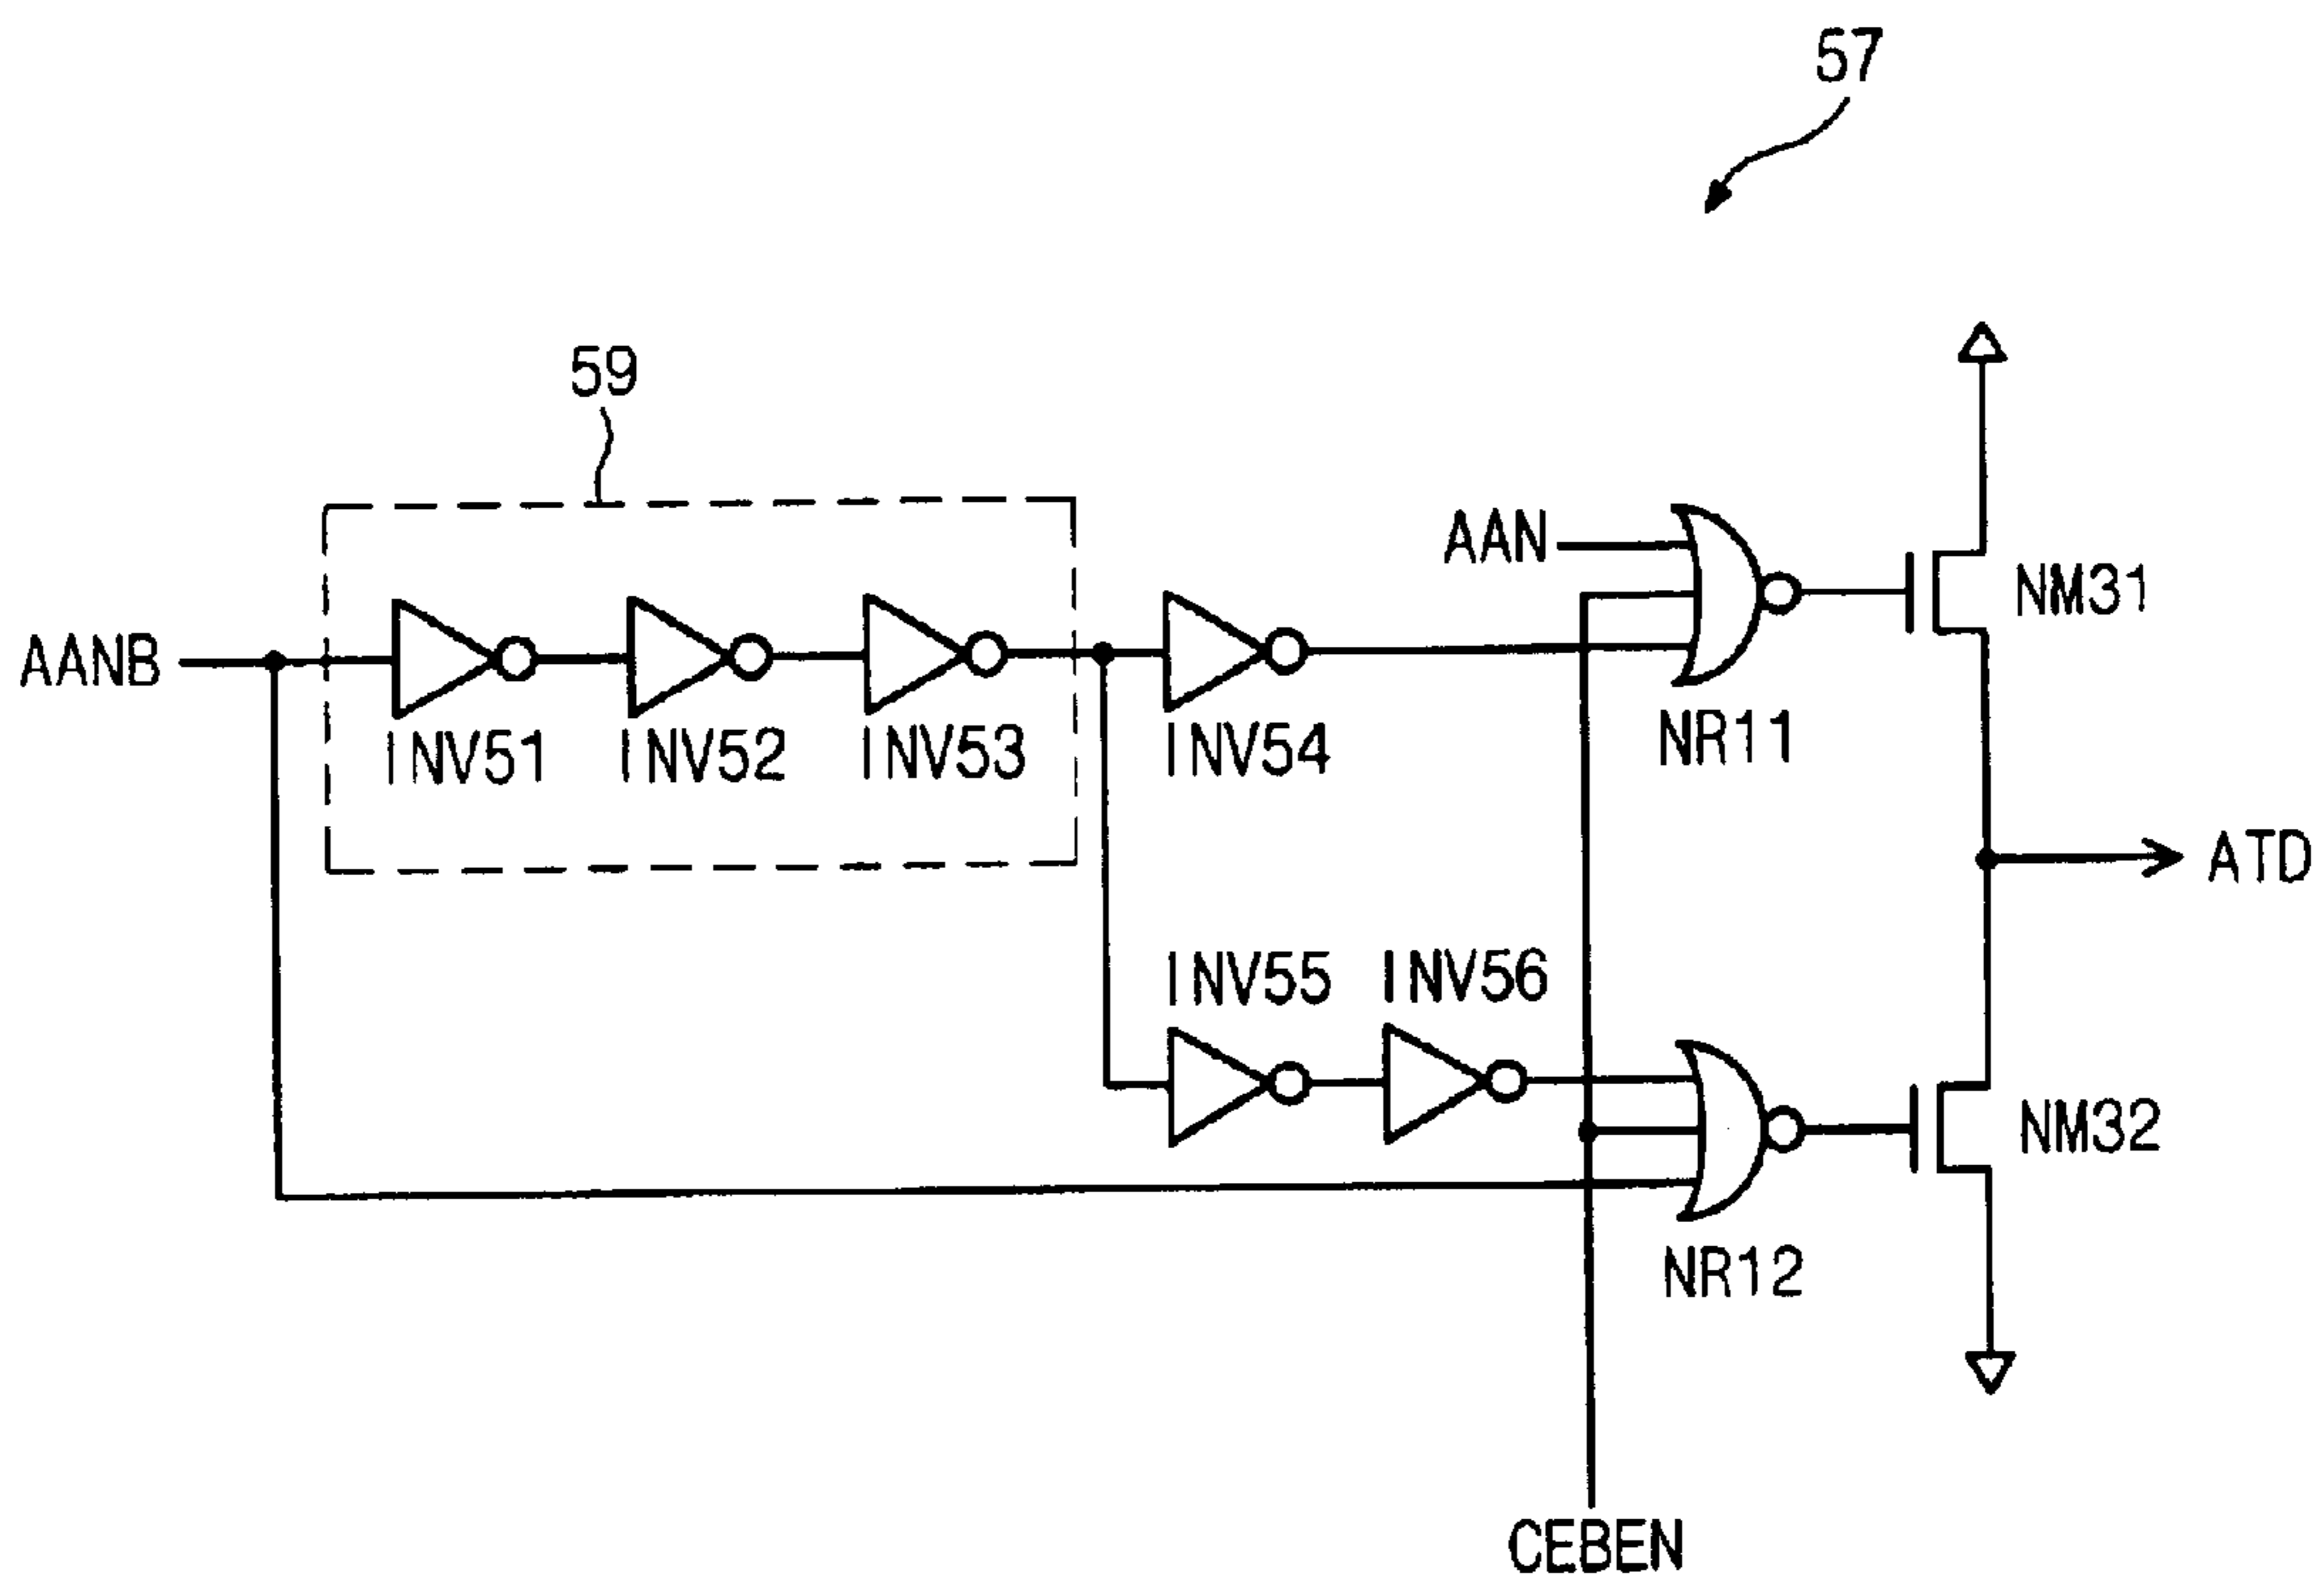 57
59
AAN
NM31
AANB
INV51
INV52
INV53
INV54
NR11
ATD
INV55
INV56
NM32
NR12
CEBEN